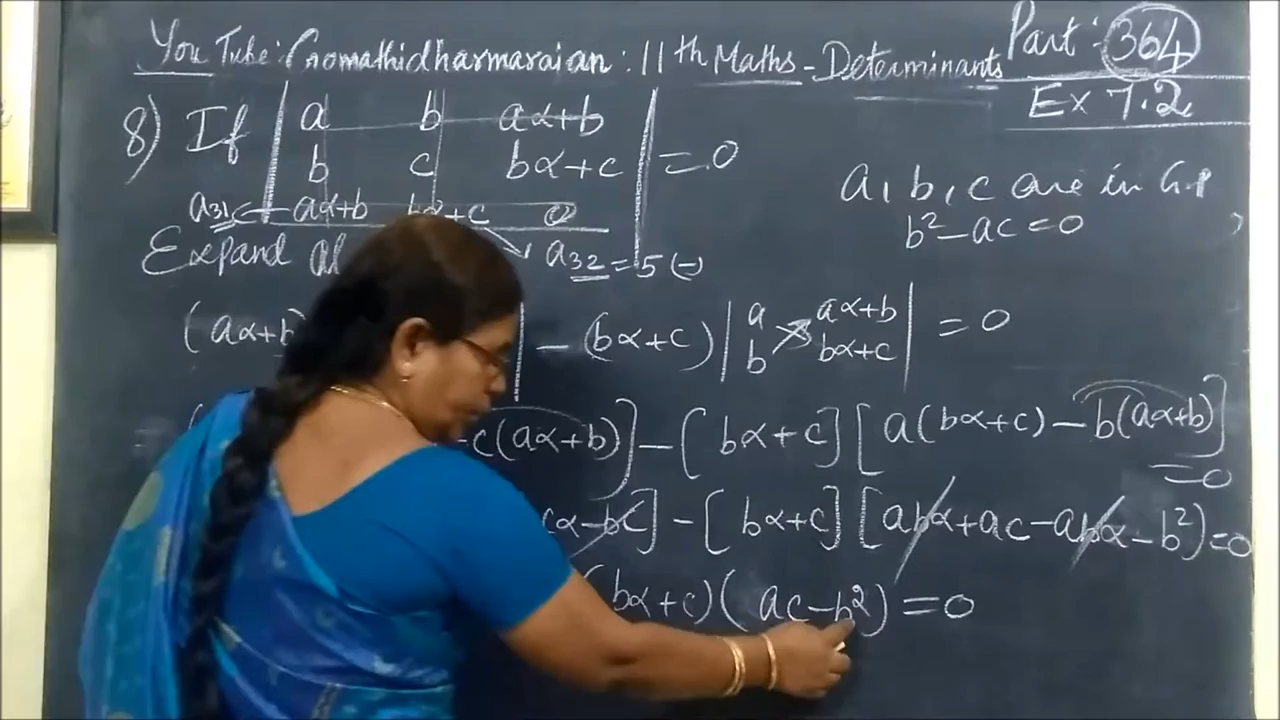 You Tube: Gomathidharmarajan : 11th Maths - Determinants
Part : 364
Ex 7.2
8) If | a b aα+b | = 0
b c bα+c
a31 ← aα+b bα+c 0
a, b, c are in G.P
b² - ac = 0
Expand al
a32 = 5 (-)
(aα+b) | - (bα+c) | a aα+b | = 0
b bα+c
= - c(aα+b)] - [bα+c] [a(bα+c) - b(aα+b)]
= 0
cα - bc] - [bα+c] [abα + ac - abα - b²) = 0
(bα+c) (ac - b²) = 0